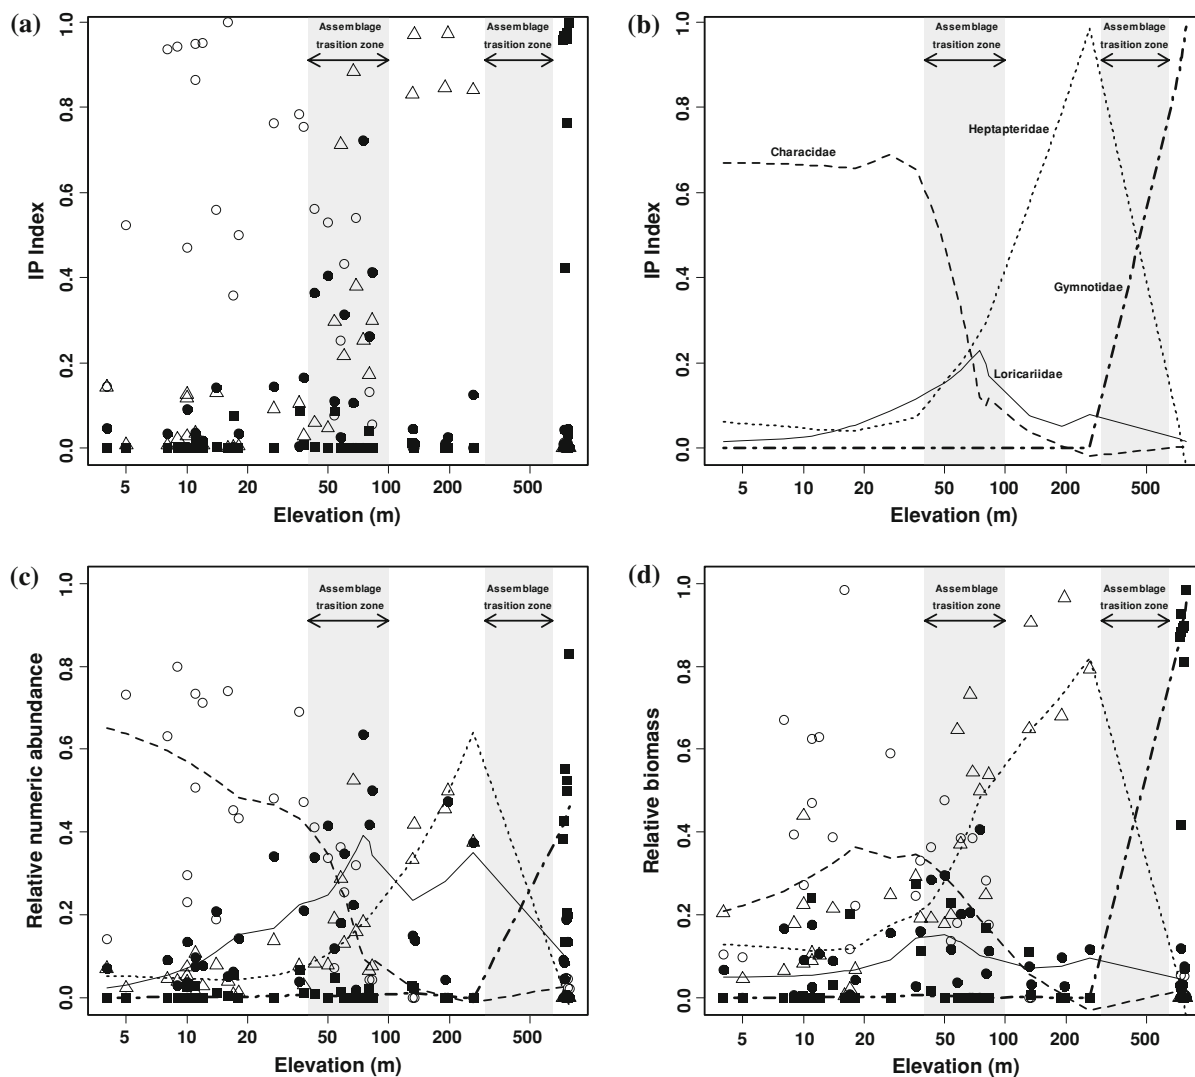 (a)
Assemblage
trasition zone
Assemblage
trasition zone
IP Index
0.0
0.2
0.4
0.6
0.8
1.0
5
10
50
100
200
500
Elevation (m)
(b)
Assemblage
trasition zone
Assemblage
trasition zone
Characidae
Heptapteridae
Gymnotidae
Loricariidae
IP Index
0.0
0.2
0.4
0.6
0.8
1.0
5
10
50
100
200
500
Elevation (m)
(c)
Assemblage
trasition zone
Assemblage
trasition zone
Relative numeric abundance
0.0
0.2
0.4
0.6
0.8
1.0
5
10
50
100
200
500
Elevation (m)
(d)
Assemblage
trasition zone
Assemblage
trasition zone
Relative biomass
0.0
0.2
0.4
0.6
0.8
1.0
5
10
50
100
200
500
Elevation (m)